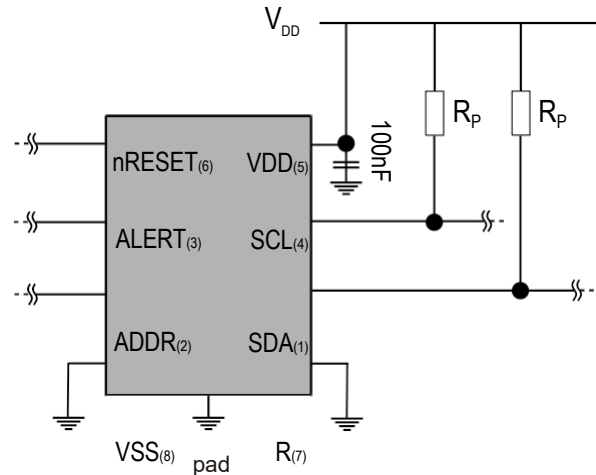 VDD
100nF
RP
RP
nRESET(6)
VDD(5)
ALERT(3)
SCL(4)
ADDR(2)
SDA(1)
VSS(8)
pad
R(7)